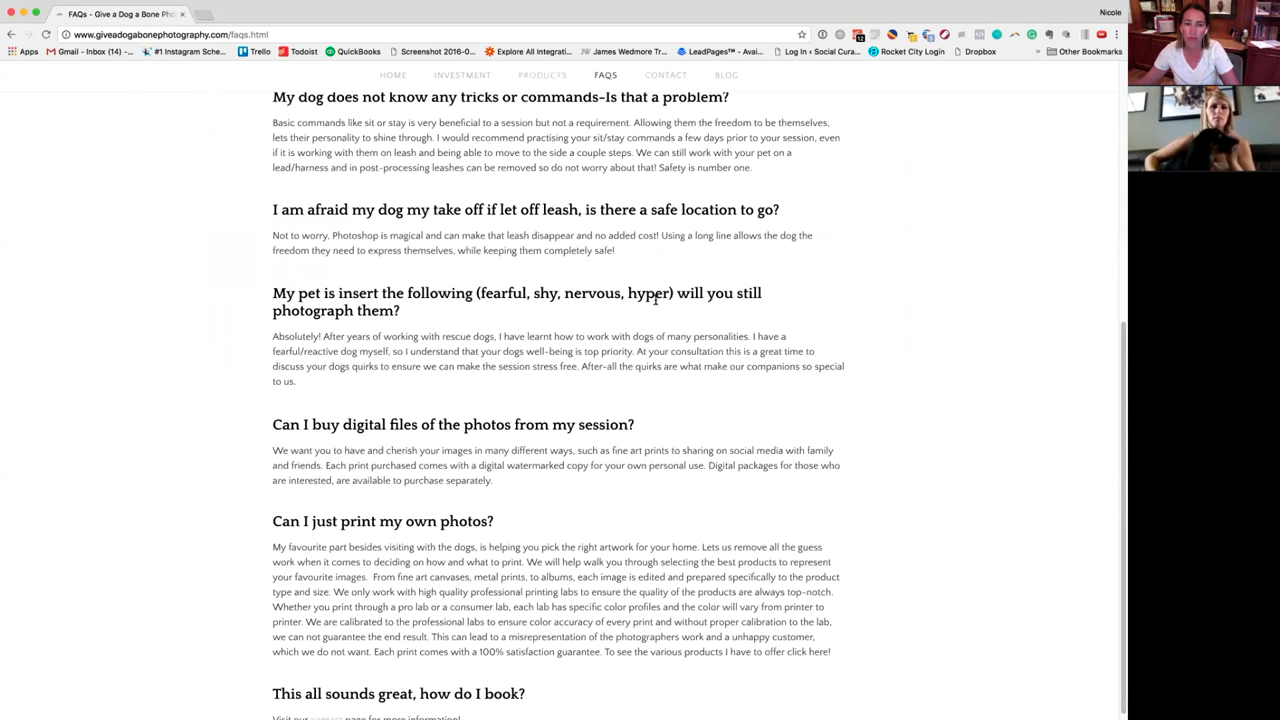 FAQs - Give a Dog a Bone Pho
Nicole
www.giveadogabonephotography.com/faqs.html
Apps Gmail - Inbox (14) -... #1 Instagram Sche... Trello Todoist QuickBooks Screenshot 2016-0... Explore All Integrati... James Wedmore Tr... LeadPages™ – Avai... Log In ‹ Social Cura... Rocket City Login Dropbox » Other Bookmarks
HOME INVESTMENT PRODUCTS FAQS CONTACT BLOG
My dog does not know any tricks or commands-Is that a problem?
Basic commands like sit or stay is very beneficial to a session but not a requirement. Allowing them the freedom to be themselves,
lets their personality to shine through. I would recommend practising your sit/stay commands a few days prior to your session, even
if it is working with them on leash and being able to move to the side a couple steps. We can still work with your pet on a
lead/harness and in post-processing leashes can be removed so do not worry about that! Safety is number one.
I am afraid my dog my take off if let off leash, is there a safe location to go?
Not to worry, Photoshop is magical and can make that leash disappear and no added cost! Using a long line allows the dog the
freedom they need to express themselves, while keeping them completely safe!
My pet is insert the following (fearful, shy, nervous, hyper) will you still
photograph them?
Absolutely! After years of working with rescue dogs, I have learnt how to work with dogs of many personalities. I have a
fearful/reactive dog myself, so I understand that your dogs well-being is top priority. At your consultation this is a great time to
discuss your dogs quirks to ensure we can make the session stress free. After-all the quirks are what make our companions so special
to us.
Can I buy digital files of the photos from my session?
We want you to have and cherish your images in many different ways, such as fine art prints to sharing on social media with family
and friends. Each print purchased comes with a digital watermarked copy for your own personal use. Digital packages for those who
are interested, are available to purchase separately.
Can I just print my own photos?
My favourite part besides visiting with the dogs, is helping you pick the right artwork for your home. Lets us remove all the guess
work when it comes to deciding on how and what to print. We will help walk you through selecting the best products to represent
your favourite images. From fine art canvases, metal prints, to albums, each image is edited and prepared specifically to the product
type and size. We only work with high quality professional printing labs to ensure the quality of the products are always top-notch.
Whether you print through a pro lab or a consumer lab, each lab has specific color profiles and the color will vary from printer to
printer. We are calibrated to the professional labs to ensure color accuracy of every print and without proper calibration to the lab,
we can not guarantee the end result. This can lead to a misrepresentation of the photographers work and a unhappy customer,
which we do not want. Each print comes with a 100% satisfaction guarantee. To see the various products I have to offer click here!
This all sounds great, how do I book?
Visit our contact page for more information!